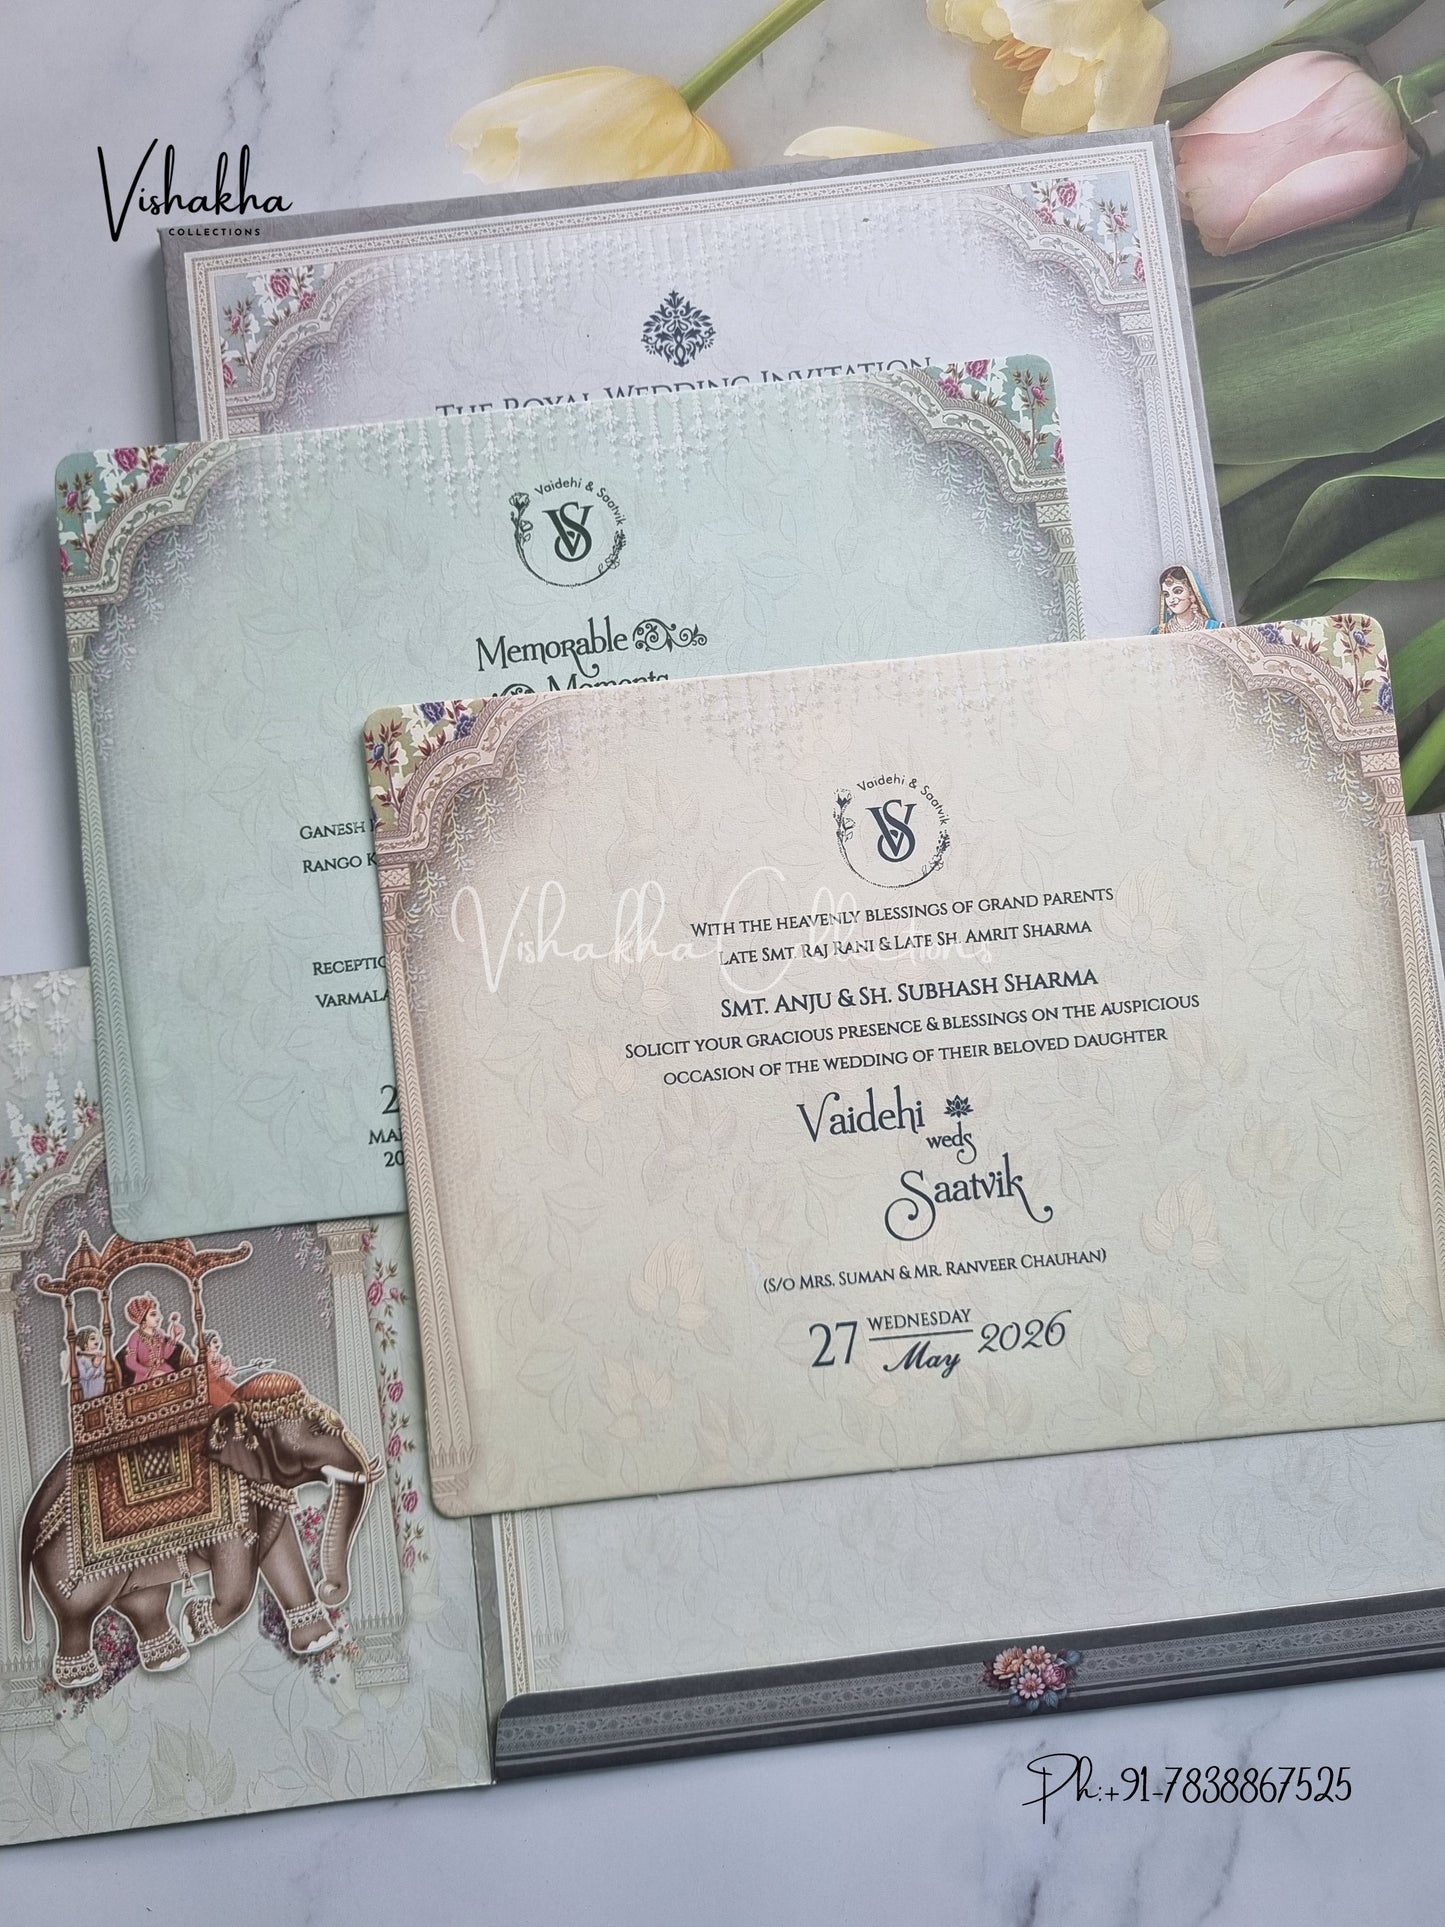 Vishakha
COLLECTIONS
THE ROYAL WEDDING INVITATION
Vaidehi & Saatvik
VS
Memorable
Moments
GANESH
RANGO
VARMALA
Vaidehi & Saatvik
VS
WITH THE HEAVENLY BLESSINGS OF GRAND PARENTS
LATE SMT. RAJ RANI & LATE SH. AMRIT SHARMA
Vishakha Collections
SMT. ANJU & SH. SUBHASH SHARMA
SOLICIT YOUR GRACIOUS PRESENCE & BLESSINGS ON THE AUSPICIOUS
OCCASION OF THE WEDDING OF THEIR BELOVED DAUGHTER
Vaidehi
weds
Saatvik
(S/O MRS. SUMAN & MR. RANVEER CHAUHAN)
27 WEDNESDAY May 2026
Ph:+91-7838867525